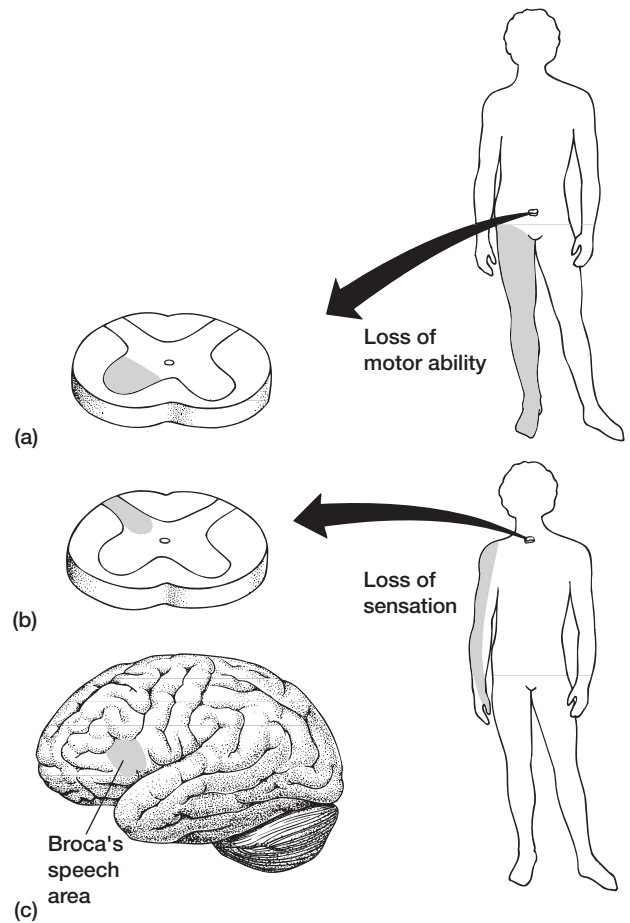 Loss of
motor ability
(a)
Loss of
sensation
(b)
Broca's
speech
area
(c)